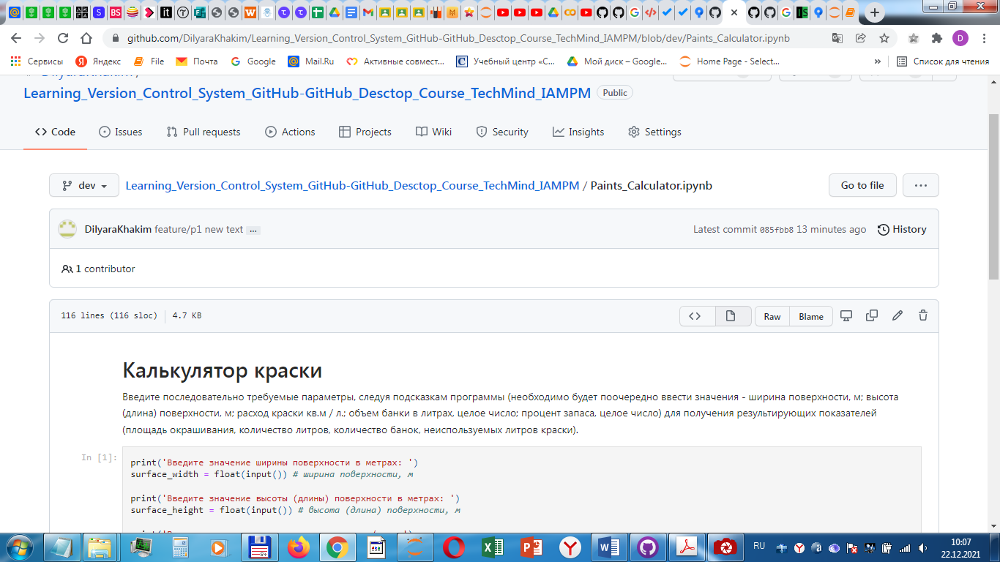 github.com/DilyaraKhakim/Learning_Version_Control_System_GitHub-GitHub_Desctop_Course_TechMind_IAMPM/blob/dev/Paints_Calculator.ipynb
D
Сервисы Яндекс File Почта Google Mail.Ru Активные совмест... Учебный центр «С... Мой диск – Google... Home Page - Select... » Список для чтения
Learning_Version_Control_System_GitHub-GitHub_Desctop_Course_TechMind_IAMPM Public
Code Issues Pull requests Actions Projects Wiki Security Insights Settings
dev Learning_Version_Control_System_GitHub-GitHub_Desctop_Course_TechMind_IAMPM / Paints_Calculator.ipynb Go to file ...
DilyaraKhakim feature/p1 new text ... Latest commit 085fbb8 13 minutes ago History
1 contributor
116 lines (116 sloc) 4.7 KB <> Raw Blame
Калькулятор краски
Введите последовательно требуемые параметры, следуя подсказкам программы (необходимо будет поочередно ввести значения - ширина поверхности, м; высота
(длина) поверхности, м; расход краски кв.м / л.; объем банки в литрах, целое число; процент запаса, целое число) для получения результирующих показателей
(площадь окрашивания, количество литров, количество банок, неиспользуемых литров краски).
In [1]: print('Введите значение ширины поверхности в метрах: ')
surface_width = float(input()) # ширина поверхности, м
print('Введите значение высоты (длины) поверхности в метрах: ')
surface_height = float(input()) # высота (длина) поверхности, м
RU 10:07
22.12.2021